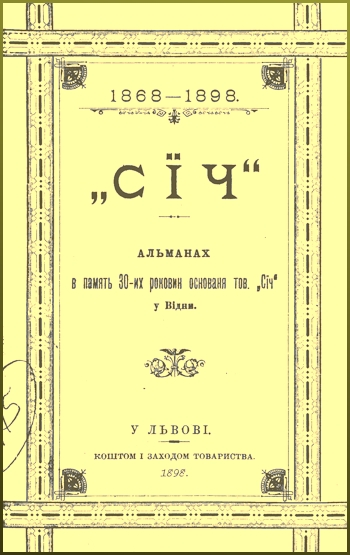 1868—1898.
„СЇЧ“
АЛЬМАНАХ
в память 30-их роковин основаня тов. „Сїч“
у Відни.
У ЛЬВОВІ.
КОШТОМ І ЗАХОДОМ ТОВАРИСТВА.
1898.